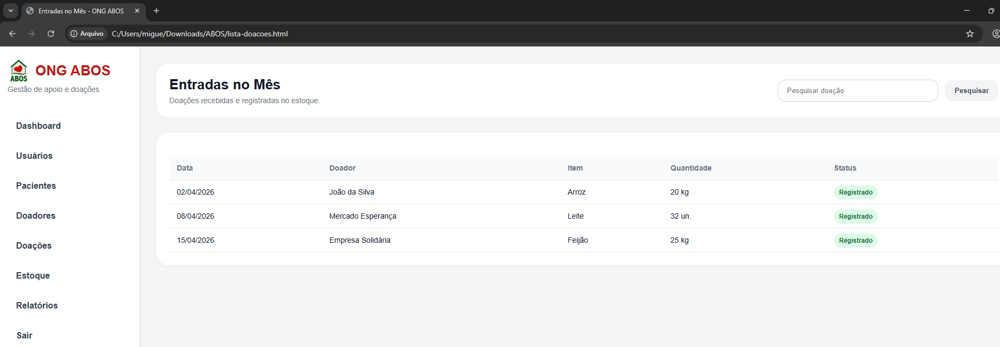 Entradas no Mês - ONG ABOS
Arquivo C:/Users/migue/Downloads/ABOS/lista-doacoes.html
ABOS
ONG ABOS
Gestão de apoio e doações
Dashboard
Usuários
Pacientes
Doadores
Doações
Estoque
Relatórios
Sair
Entradas no Mês
Doações recebidas e registradas no estoque.
Pesquisar doação Pesquisar
Data Doador Item Quantidade Status
02/04/2026 João da Silva Arroz 20 kg Registrado
08/04/2026 Mercado Esperança Leite 32 un. Registrado
15/04/2026 Empresa Solidária Feijão 25 kg Registrado